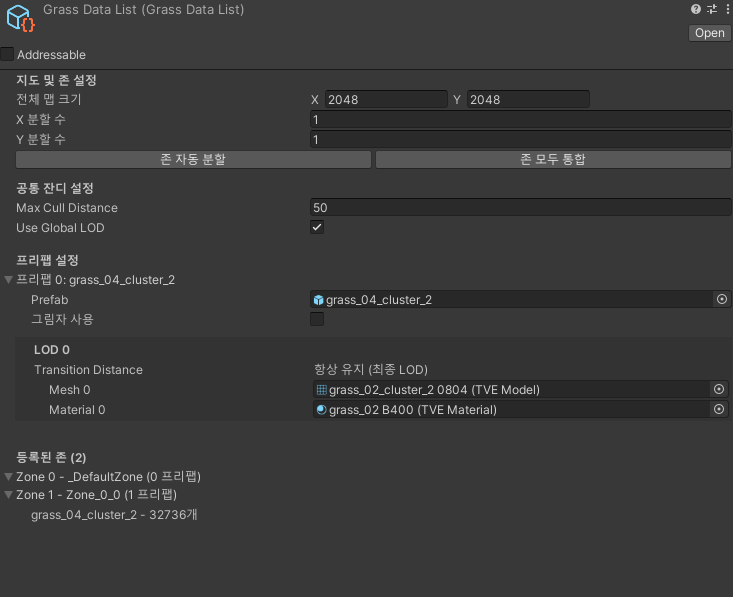 Grass Data List (Grass Data List)
Open
Addressable
지도 및 존 설정
전체 맵 크기 X 2048 Y 2048
X 분할 수 1
Y 분할 수 1
존 자동 분할 존 모두 통합
공통 잔디 설정
Max Cull Distance 50
Use Global LOD
프리팹 설정
프리팹 0: grass_04_cluster_2
Prefab grass_04_cluster_2
그림자 사용
LOD 0
Transition Distance 항상 유지 (최종 LOD)
Mesh 0 grass_02_cluster_2 0804 (TVE Model)
Material 0 grass_02 B400 (TVE Material)
등록된 존 (2)
Zone 0 - _DefaultZone (0 프리팹)
Zone 1 - Zone_0_0 (1 프리팹)
grass_04_cluster_2 - 32736개